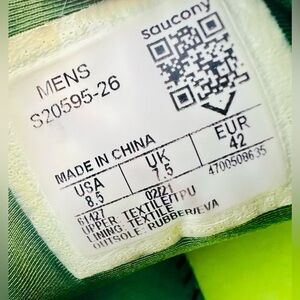 saucony
MENS
S20595-26
MADE IN CHINA
USA UK EUR
8.5 7.5 42
61427 02/21 4700508635
UPPER: TEXTILE/TPU
LINING: TEXTILE
OUTSOLE: RUBBER/EVA